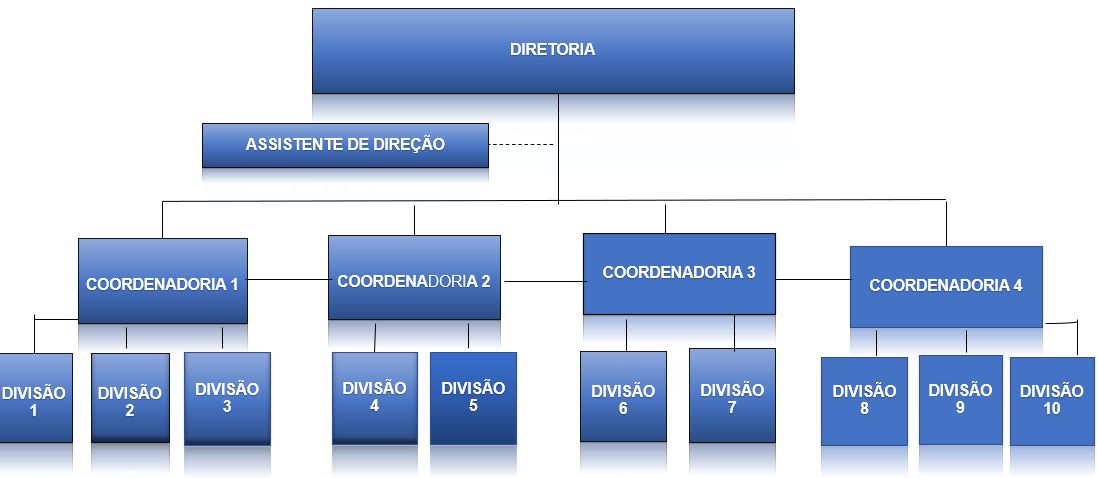 DIRETORIA
ASSISTENTE DE DIREÇÃO
COORDENADORIA 1
COORDENADORIA 2
COORDENADORIA 3
COORDENADORIA 4
DIVISÃO
1
DIVISÃO
2
DIVISÃO
3
DIVISÃO
4
DIVISÃO
5
DIVISÃO
6
DIVISÃO
7
DIVISÃO
8
DIVISÃO
9
DIVISÃO
10